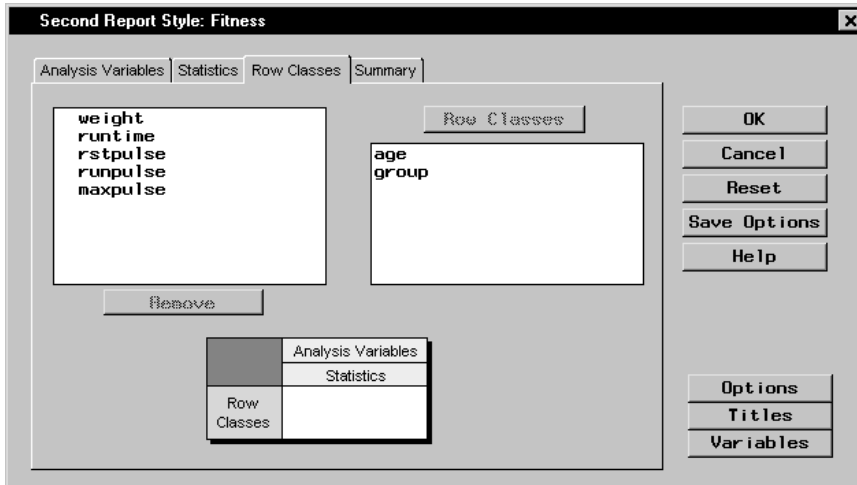 Second Report Style: Fitness
Analysis Variables
Statistics
Row Classes
Summary
weight
runtime
rstpulse
runpulse
maxpulse
Remove
Row Classes
age
group
OK
Cancel
Reset
Save Options
Help
Analysis Variables
Statistics
Row
Classes
Options
Titles
Variables